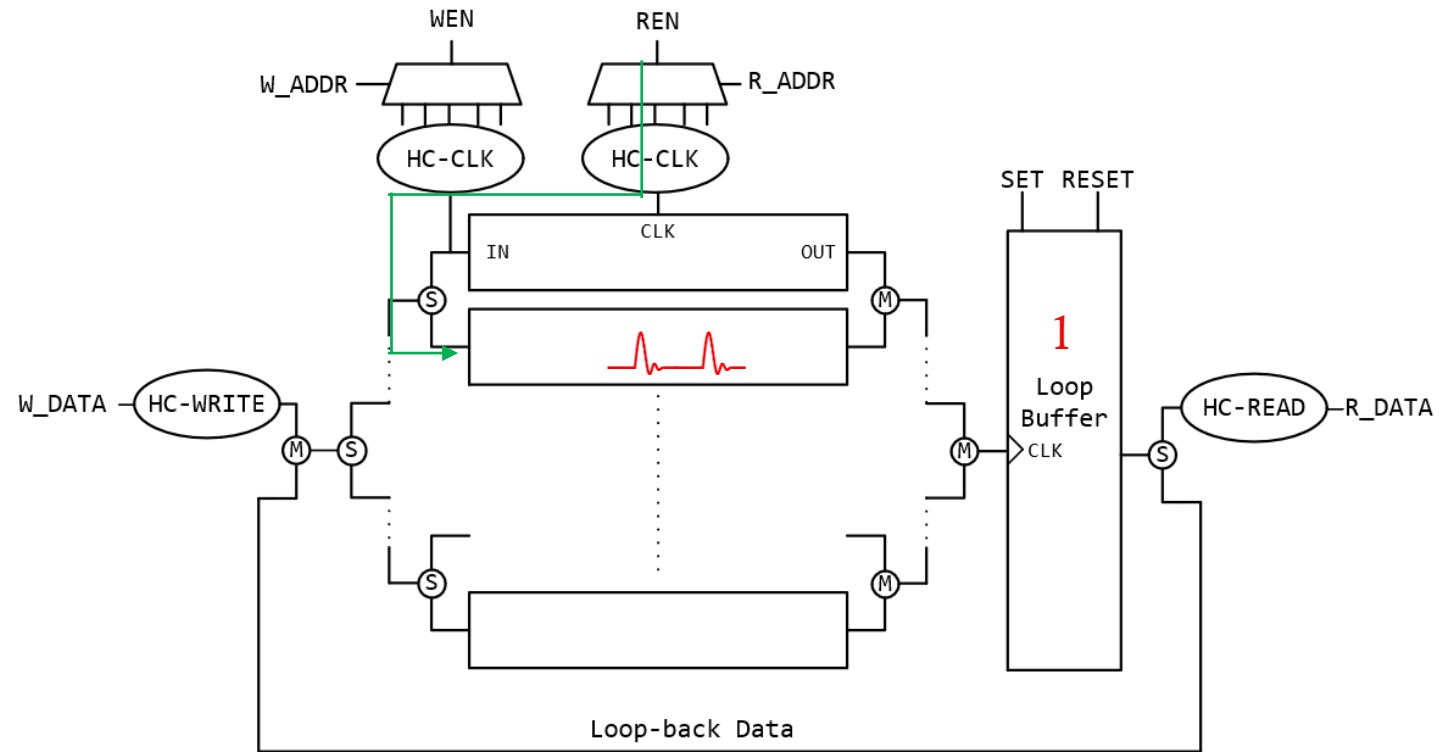 WEN
REN
W_ADDR
R_ADDR
HC-CLK
HC-CLK
SET RESET
CLK
IN
OUT
S
M
1
Loop
Buffer
W_DATA
HC-WRITE
HC-READ
R_DATA
M
S
M
CLK
S
S
M
Loop-back Data